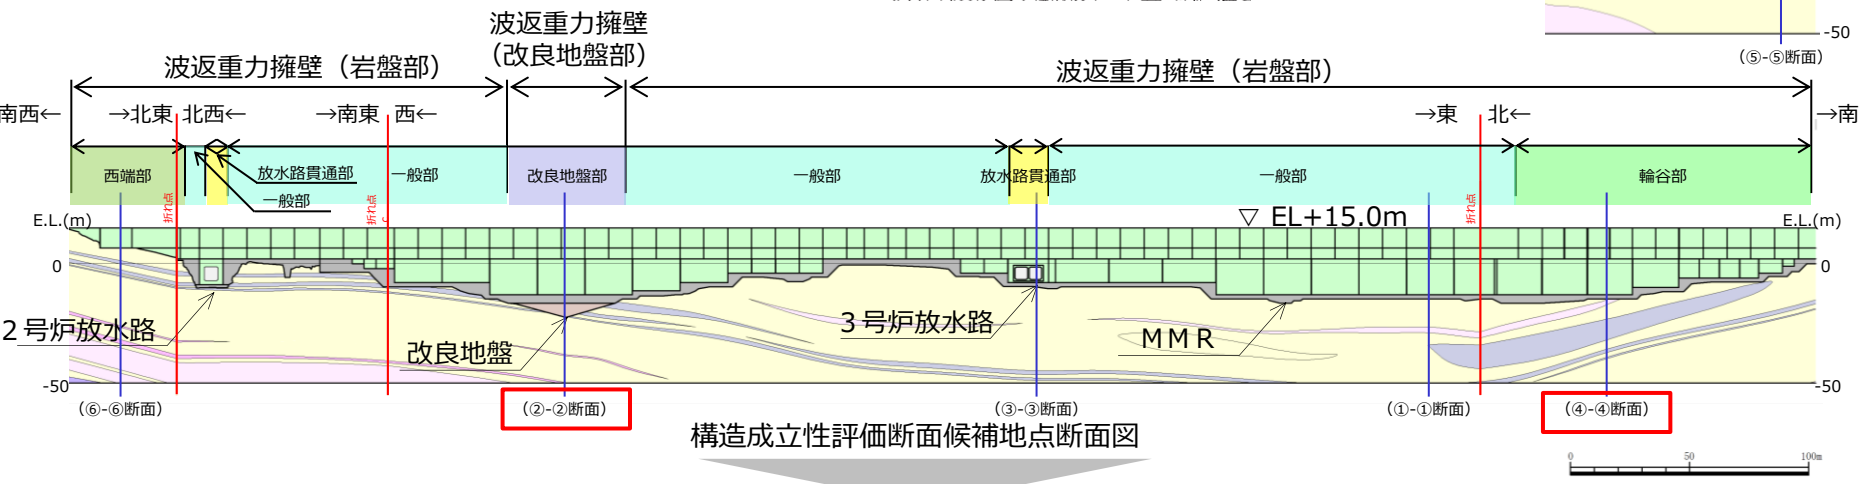 -50
(⑤-⑤断面)
波返重力擁壁
(改良地盤部)
波返重力擁壁(岩盤部)
波返重力擁壁(岩盤部)
南西←
→北東
北西←
→南東
西←
→東
北←
→南
西端部
放水路貫通部
一般部
一般部
改良地盤部
一般部
放水路貫通部
一般部
輪谷部
折れ点
折れ点
折れ点
E.L.(m)
▽ EL+15.0m
E.L.(m)
0
0
2号炉放水路
改良地盤
3号炉放水路
MMR
-50
-50
(⑥-⑥断面)
(②-②断面)
(③-③断面)
(①-①断面)
(④-④断面)
構造成立性評価断面候補地点断面図
0
50
100m